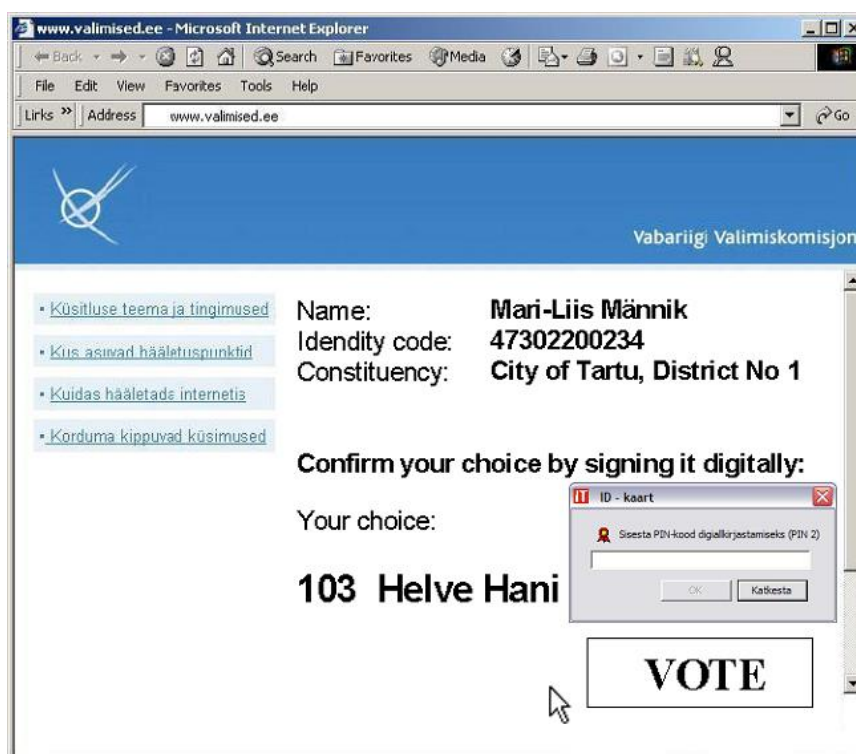 www.valimised.ee - Microsoft Internet Explorer
Back Search Favorites Media
File Edit View Favorites Tools Help
Links » Address www.valimised.ee Go
Vabariigi Valimiskomisjon
• Küsitluse teema ja tingimused
• Kus asuvad hääletuspunktid
• Kuidas hääletada internetis
• Korduma kippuvad küsimused
Name: Mari-Liis Männik
Idendity code: 47302200234
Constituency: City of Tartu, District No 1
Confirm your choice by signing it digitally:
Your choice:
103 Helve Hani
ID - kaart
Sisesta PIN-kood digiallkirjastamiseks (PIN 2)
OK Katkesta
VOTE